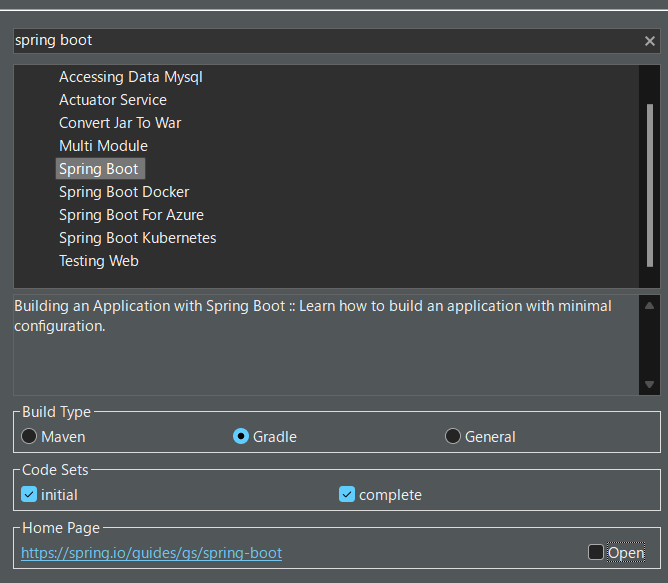 spring boot
Accessing Data Mysql
Actuator Service
Convert Jar To War
Multi Module
Spring Boot
Spring Boot Docker
Spring Boot For Azure
Spring Boot Kubernetes
Testing Web
Building an Application with Spring Boot :: Learn how to build an application with minimal
configuration.
Build Type
Maven Gradle General
Code Sets
initial complete
Home Page
https://spring.io/guides/gs/spring-boot Open